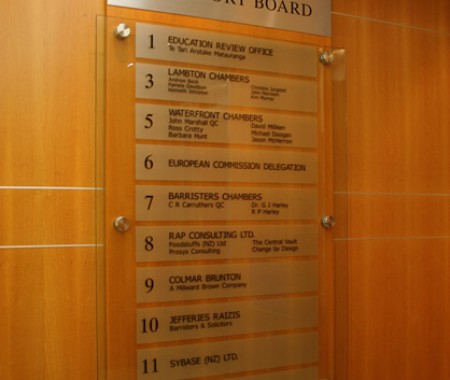 BOARD
1 EDUCATION REVIEW OFFICE
Te Tari Arotake Matauranga
3 LAMBTON CHAMBERS
5 WATERFRONT CHAMBERS
John Marshall QC David Milliken
Ross Crotty Michael Doogan
Barbara Hunt Jason McHerron
6 EUROPEAN COMMISSION DELEGATION
7 BARRISTERS CHAMBERS
C R Carruthers QC Dr. G J Harley
R P Harley
8 RAP CONSULTING LTD.
Foodstuffs (NZ) Ltd The Central Vault
Prosys Consulting Change by Design
9 COLMAR BRUNTON
A Millward Brown Company
10 JEFFERIES RAIZIS
Barristers & Solicitors
11 SYBASE (NZ) LTD.